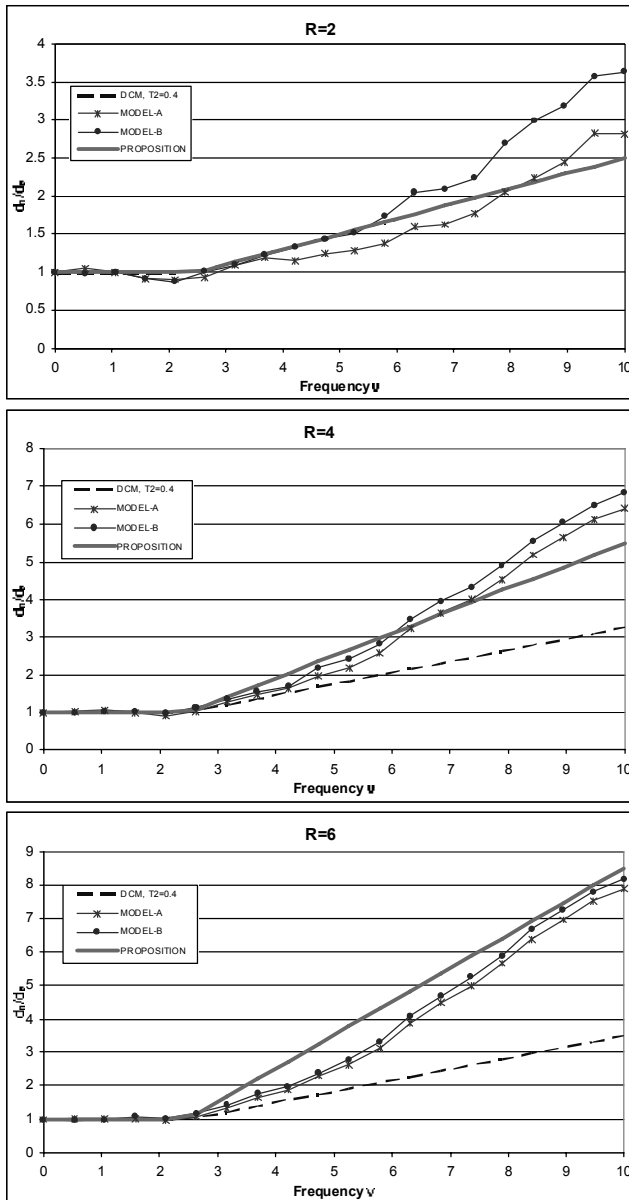 R=2
4
3.5
3
2.5
2
1.5
1
0.5
0
DCM, T2=0.4
MODEL-A
MODEL-B
PROPOSITION
0 1 2 3 4 5 6 7 8 9 10
Frequency
R=4
8
7
6
5
4
3
2
1
0
DCM, T2=0.4
MODEL-A
MODEL-B
PROPOSITION
0 1 2 3 4 5 6 7 8 9 10
Frequency
R=6
9
8
7
6
5
4
3
2
1
0
DCM, T2=0.4
MODEL-A
MODEL-B
PROPOSITION
0 1 2 3 4 5 6 7 8 9 10
Frequency